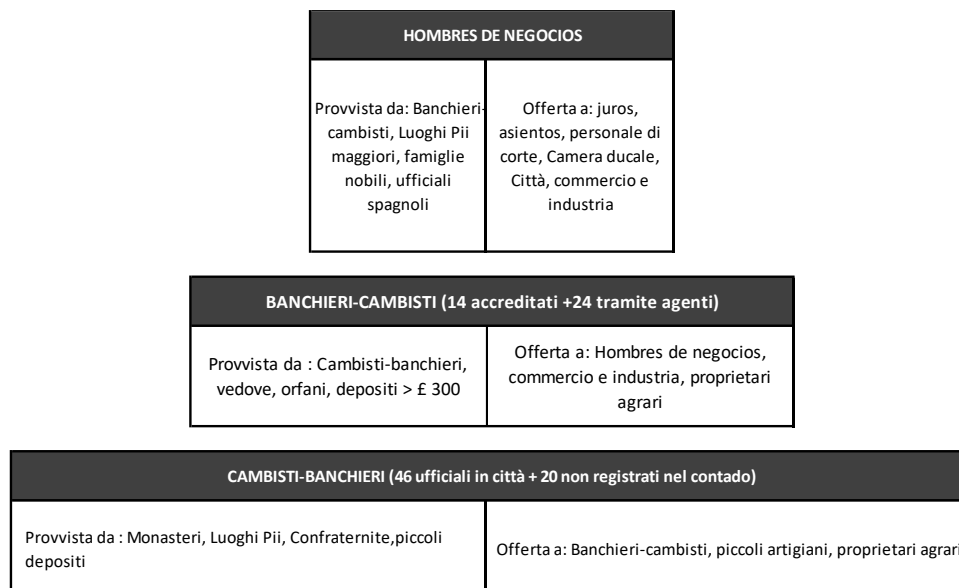 HOMBRES DE NEGOCIOS
Provvista da: Banchieri-
cambisti, Luoghi Pii
maggiori, famiglie
nobili, ufficiali
spagnoli
Offerta a: juros,
asientos, personale di
corte, Camera ducale,
Città, commercio e
industria
BANCHIERI-CAMBISTI (14 accreditati +24 tramite agenti)
Provvista da : Cambisti-banchieri,
vedove, orfani, depositi > £ 300
Offerta a: Hombres de negocios,
commercio e industria, proprietari
agrari
CAMBISTI-BANCHIERI (46 ufficiali in città + 20 non registrati nel contado)
Provvista da : Monasteri, Luoghi Pii, Confraternite,piccoli
depositi
Offerta a: Banchieri-cambisti, piccoli artigiani, proprietari agrari